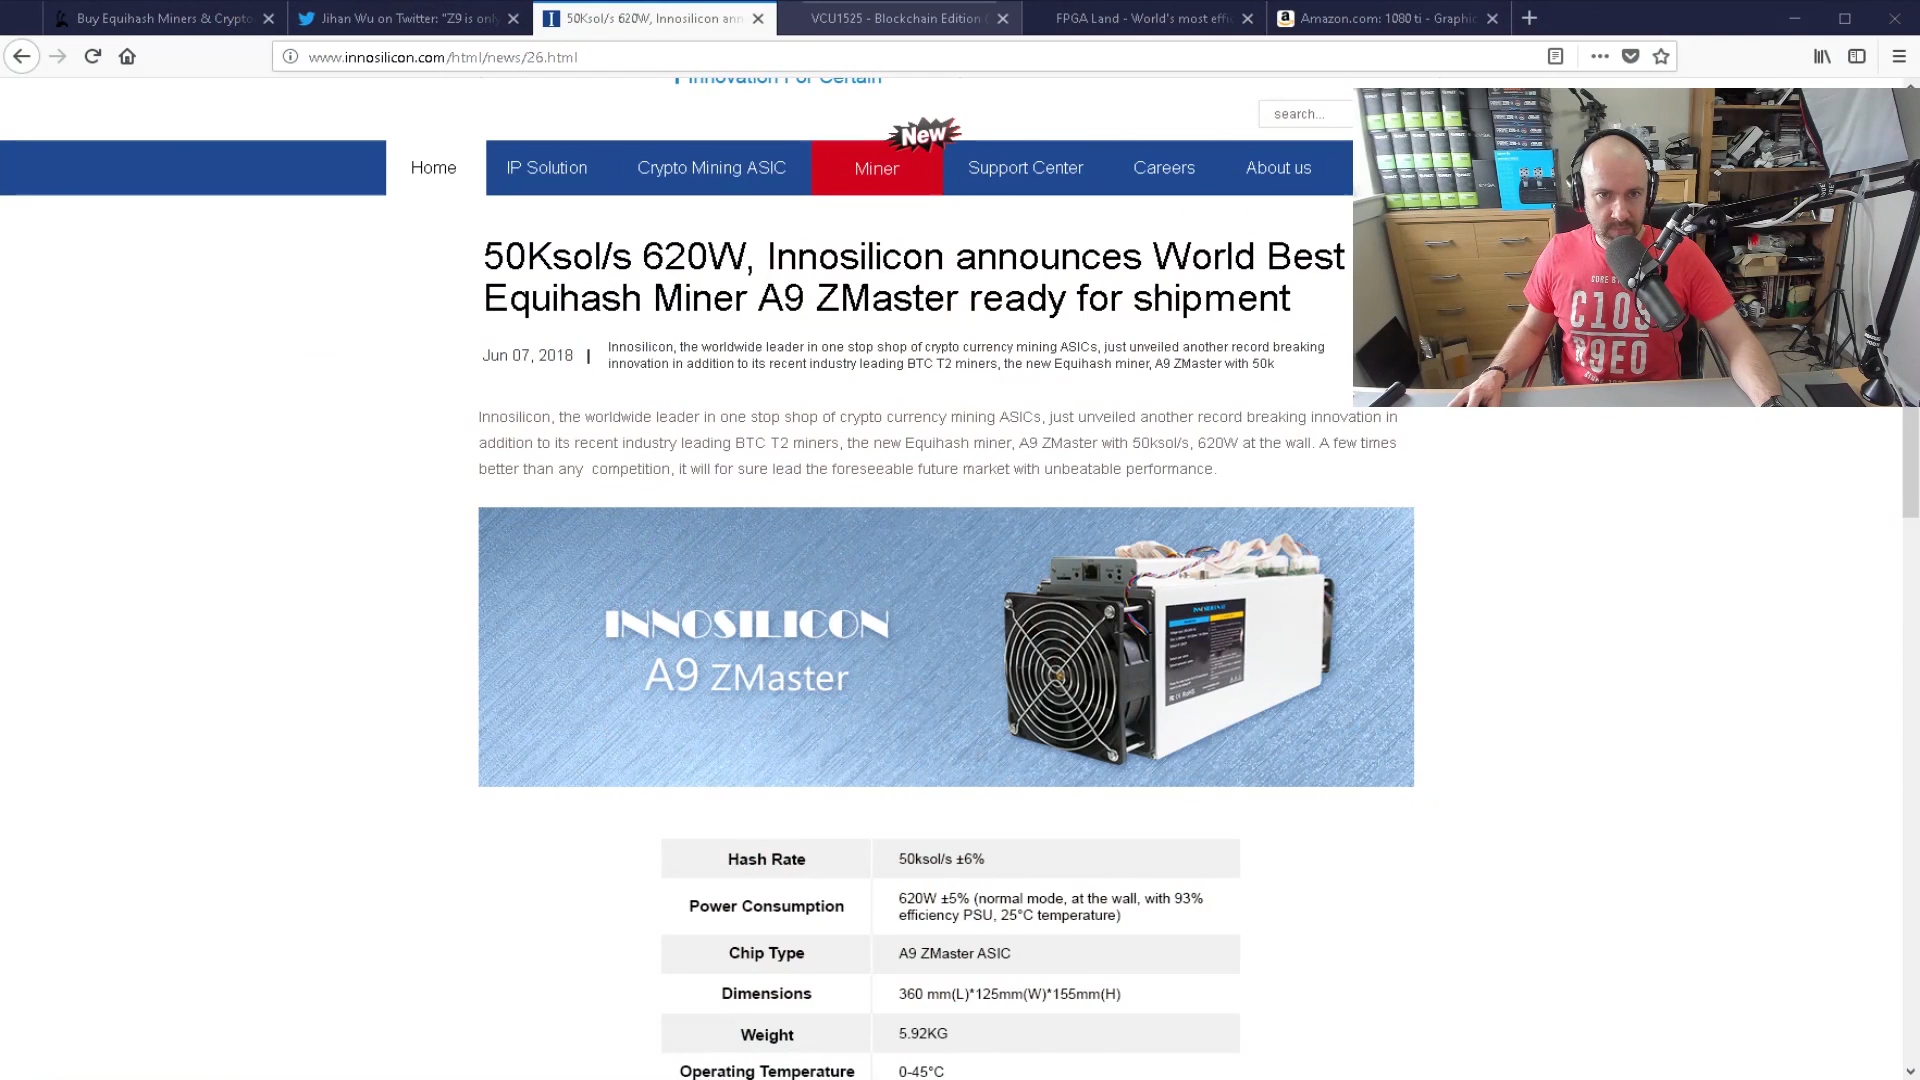 Buy Equihash Miners & Crypto
Jihan Wu on Twitter: "Z9 is only
50Ksol/s 620W, Innosilicon ann
VCU1525 - Blockchain Edition (
FPGA Land - World's most effic
Amazon.com: 1080 ti - Graphic
www.innosilicon.com/html/news/26.html
Innovation For Certain
search...
New
Home
IP Solution
Crypto Mining ASIC
Miner
Support Center
Careers
About us
50Ksol/s 620W, Innosilicon announces World Best
Equihash Miner A9 ZMaster ready for shipment
Jun 07, 2018 |
Innosilicon, the worldwide leader in one stop shop of crypto currency mining ASICs, just unveiled another record breaking
innovation in addition to its recent industry leading BTC T2 miners, the new Equihash miner, A9 ZMaster with 50k
Innosilicon, the worldwide leader in one stop shop of crypto currency mining ASICs, just unveiled another record breaking innovation in
addition to its recent industry leading BTC T2 miners, the new Equihash miner, A9 ZMaster with 50ksol/s, 620W at the wall. A few times
better than any competition, it will for sure lead the foreseeable future market with unbeatable performance.
INNOSILICON
A9 ZMaster
Hash Rate 50ksol/s ±6%
Power Consumption 620W ±5% (normal mode, at the wall, with 93%
efficiency PSU, 25°C temperature)
Chip Type A9 ZMaster ASIC
Dimensions 360 mm(L)*125mm(W)*155mm(H)
Weight 5.92KG
Operating Temperature 0-45°C